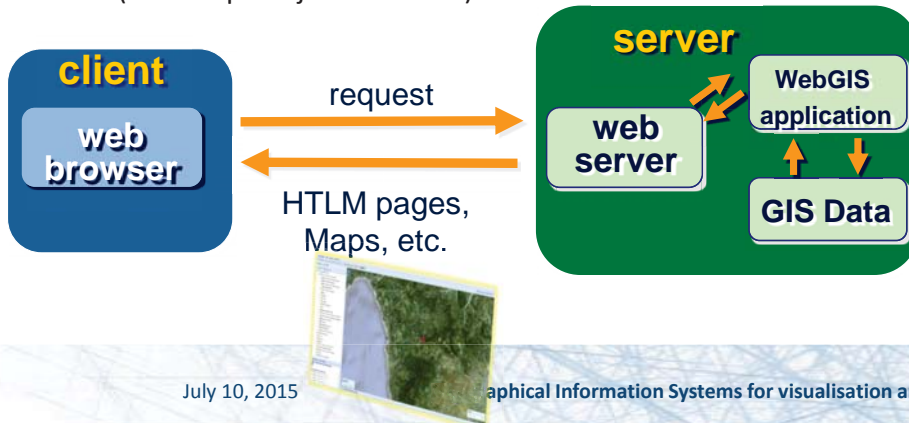 client
web
browser
request
HTLM pages,
Maps, etc.
server
web
server
WebGIS
application
GIS Data
July 10, 2015
aphical Information Systems for visualisation a